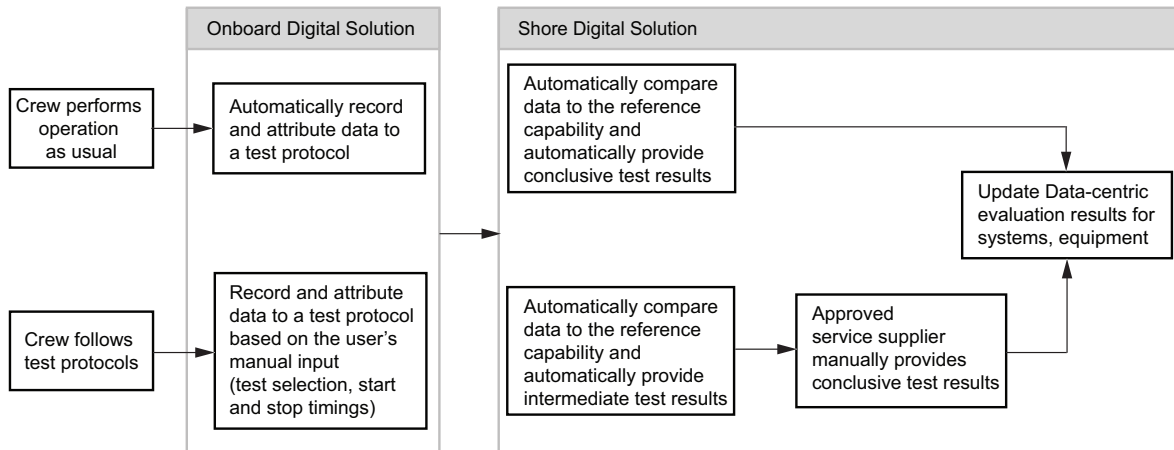 Onboard Digital Solution
Shore Digital Solution
Crew performs
operation
as usual
Automatically record
and attribute data to
a test protocol
Automatically compare
data to the reference
capability and
automatically provide
conclusive test results
Update Data-centric
evaluation results for
systems, equipment
Crew follows
test protocols
Record and attribute
data to a test protocol
based on the user's
manual input
(test selection, start
and stop timings)
Automatically compare
data to the reference
capability and
automatically provide
intermediate test results
Approved
service supplier
manually provides
conclusive test results